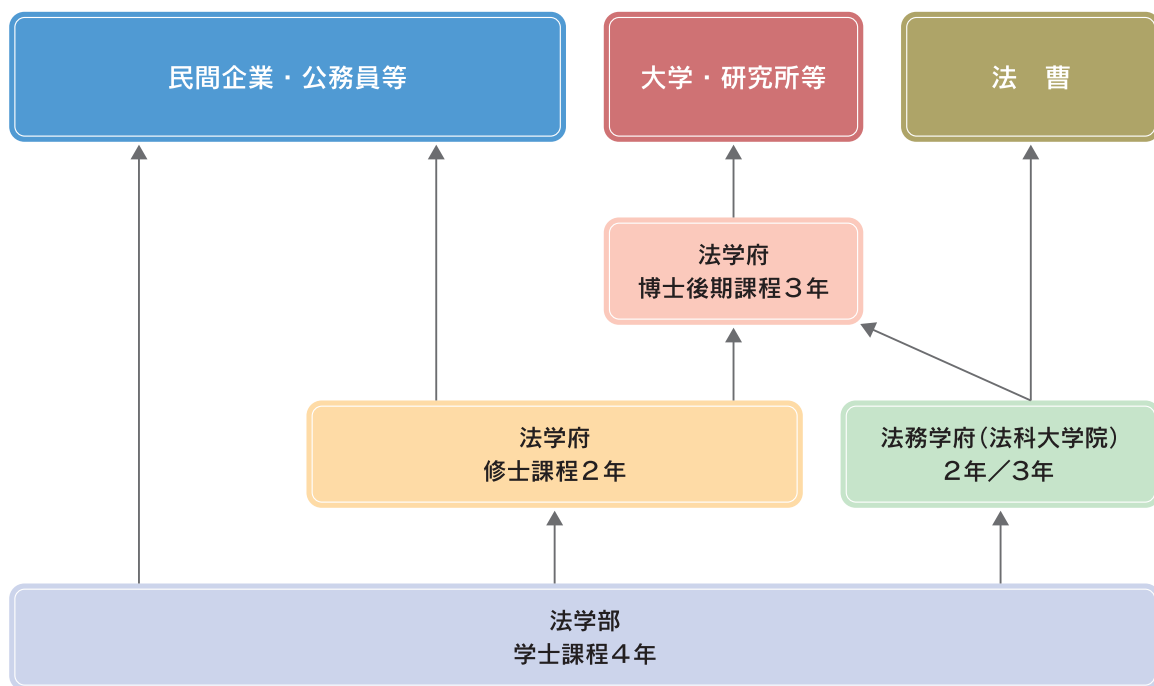 民間企業・公務員等
大学・研究所等
法　曹
法学府
博士後期課程３年
法学府
修士課程２年
法務学府（法科大学院）
２年／３年
法学部
学士課程４年